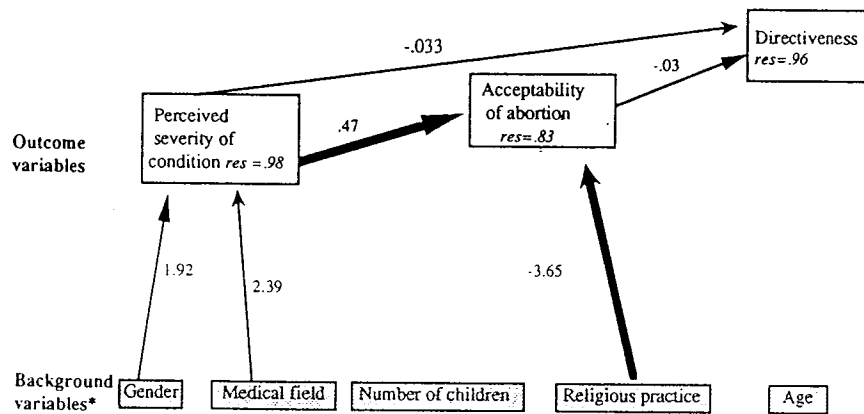 -.033
Directiveness
res=.96
-.03
Acceptability
of abortion
res=.83
Perceived
severity of
condition res =.98
.47
Outcome
variables
1.92
2.39
-3.65
Background
variables*
Gender
Medical field
Number of children
Religious practice
Age